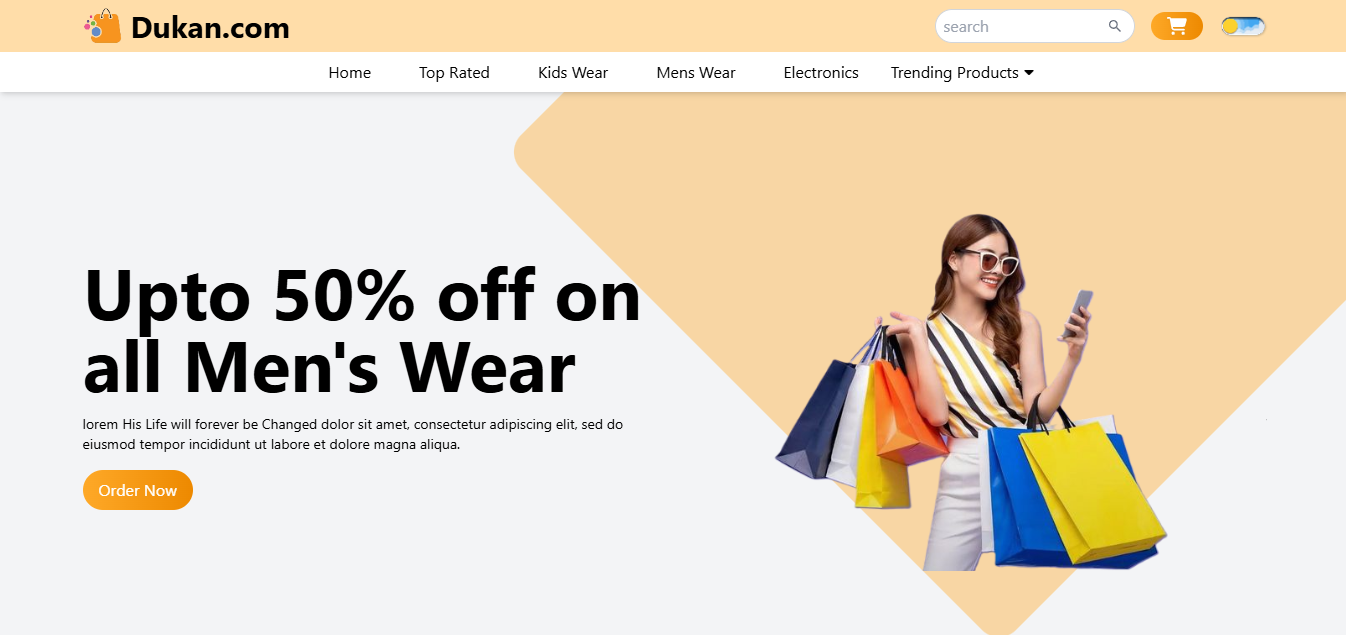 Dukan.com
search
Home
Top Rated
Kids Wear
Mens Wear
Electronics
Trending Products
Upto 50% off on
all Men's Wear
lorem His Life will forever be Changed dolor sit amet, consectetur adipiscing elit, sed do
eiusmod tempor incididunt ut labore et dolore magna aliqua.
Order Now